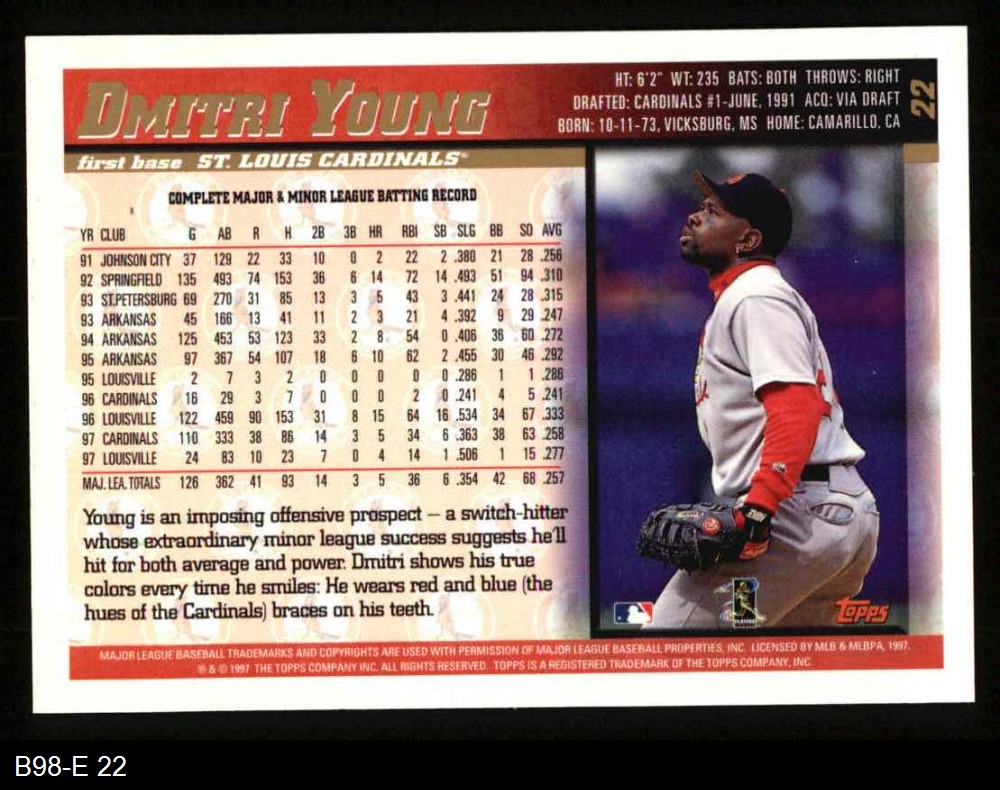 DMITRI YOUNG
HT: 6'2" WT: 235 BATS: BOTH THROWS: RIGHT
DRAFTED: CARDINALS #1-JUNE, 1991 ACQ: VIA DRAFT
BORN: 10-11-73, VICKSBURG, MS HOME: CAMARILLO, CA
22
first base ST. LOUIS CARDINALS
COMPLETE MAJOR & MINOR LEAGUE BATTING RECORD
YR CLUB G AB R H 2B 3B HR RBI SB SLG BB SO AVG
91 JOHNSON CITY 37 129 22 33 10 0 2 22 2 .380 21 28 .256
92 SPRINGFIELD 135 493 74 153 36 6 14 72 14 .493 51 94 .310
93 ST.PETERSBURG 69 270 31 85 13 3 5 43 3 .441 24 28 .315
93 ARKANSAS 45 166 13 41 11 2 3 21 4 .392 9 29 .247
94 ARKANSAS 125 453 53 123 33 2 8 54 0 .406 36 60 .272
95 ARKANSAS 97 367 54 107 18 6 10 62 2 .455 30 46 .292
95 LOUISVILLE 2 7 3 2 0 0 0 0 0 .286 1 1 .286
96 CARDINALS 16 29 3 7 0 0 0 2 0 .241 4 5 .241
96 LOUISVILLE 122 459 90 153 31 8 15 64 16 .534 34 67 .333
97 CARDINALS 110 333 38 86 14 3 5 34 6 .363 38 63 .258
97 LOUISVILLE 24 83 10 23 7 0 4 14 1 .506 1 15 .277
MAJ. LEA. TOTALS 126 362 41 93 14 3 5 36 6 .354 42 68 .257
Young is an imposing offensive prospect – a switch-hitter
whose extraordinary minor league success suggests he'll
hit for both average and power. Dmitri shows his true
colors every time he smiles: He wears red and blue (the
hues of the Cardinals) braces on his teeth.
Topps
MAJOR LEAGUE BASEBALL TRADEMARKS AND COPYRIGHTS ARE USED WITH PERMISSION OF MAJOR LEAGUE BASEBALL PROPERTIES, INC. LICENSED BY MLB & MLBPA, 1997.
® & © 1997 THE TOPPS COMPANY INC. ALL RIGHTS RESERVED. TOPPS IS A REGISTERED TRADEMARK OF THE TOPPS COMPANY, INC.
B98-E 22